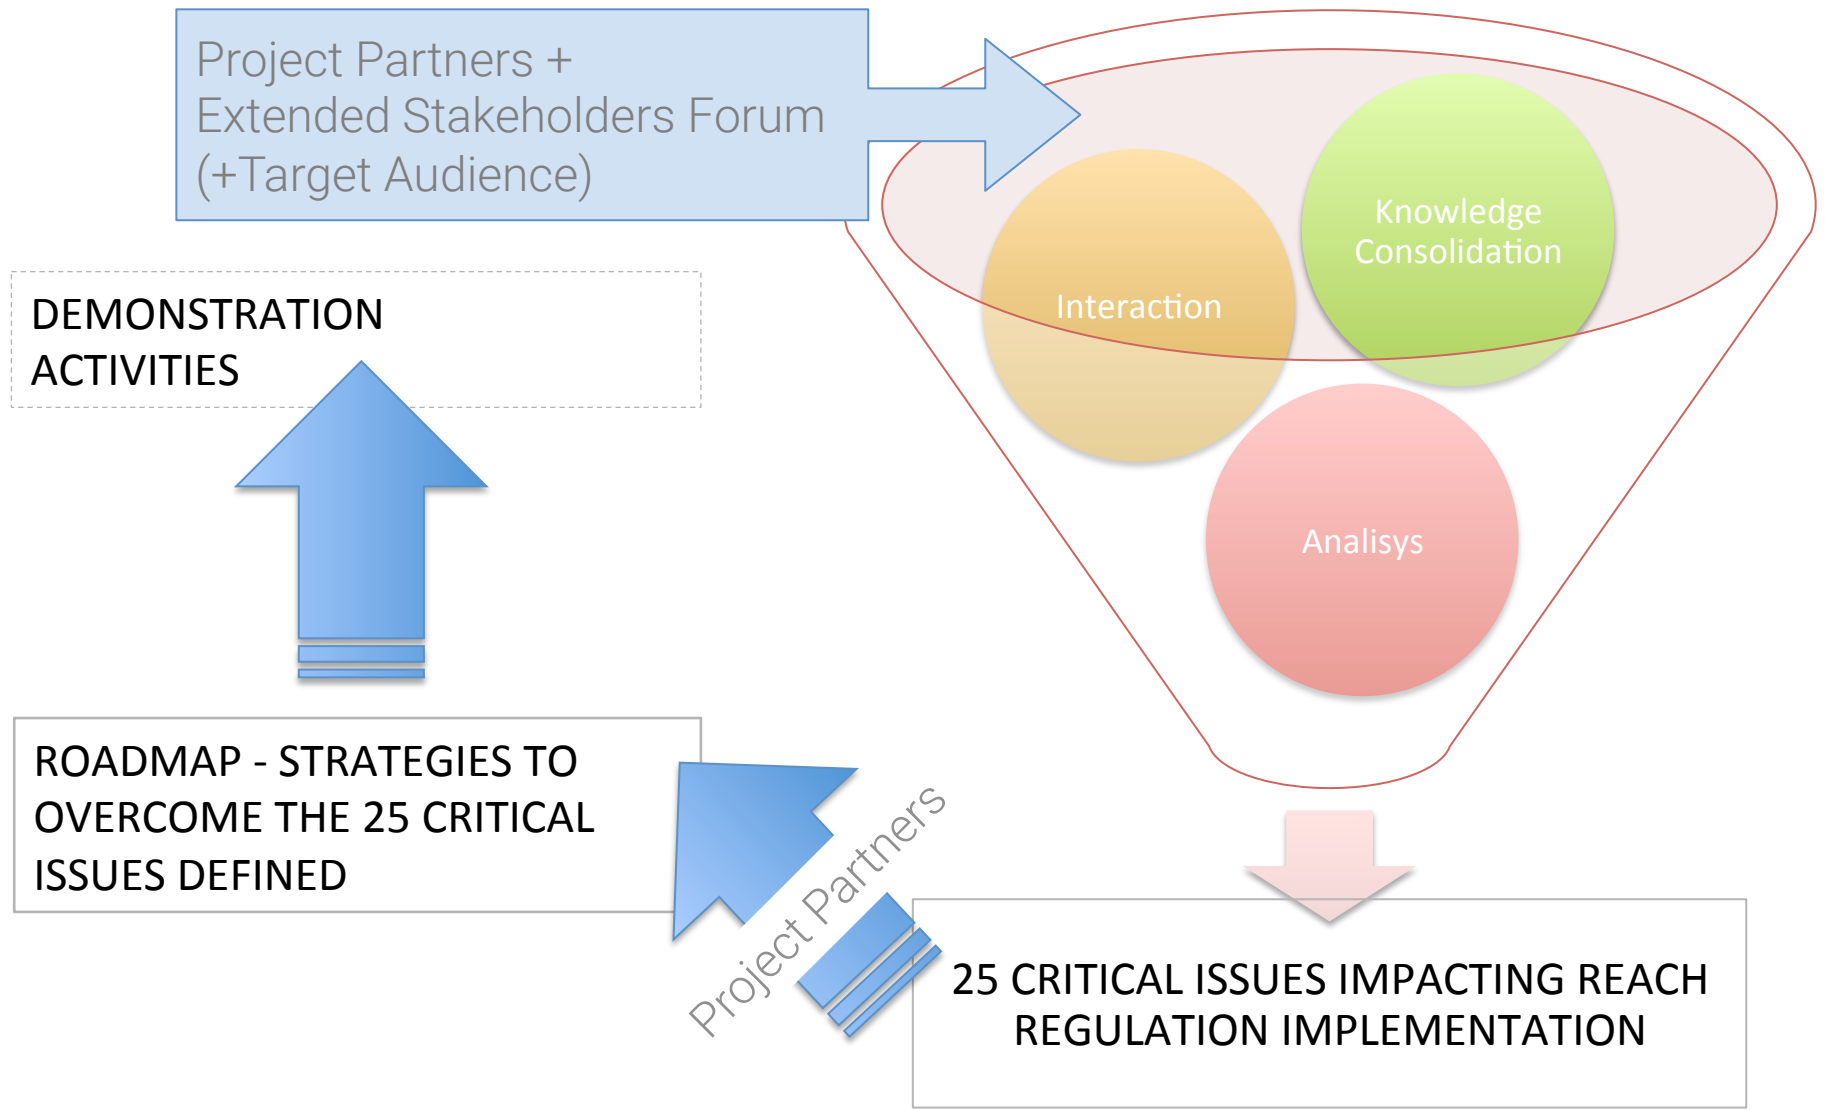 Project Partners +
Extended Stakeholders Forum
(+Target Audience)
Knowledge
Consolidation
Interaction
Analisys
DEMONSTRATION
ACTIVITIES
ROADMAP - STRATEGIES TO
OVERCOME THE 25 CRITICAL
ISSUES DEFINED
Project Partners
25 CRITICAL ISSUES IMPACTING REACH
REGULATION IMPLEMENTATION